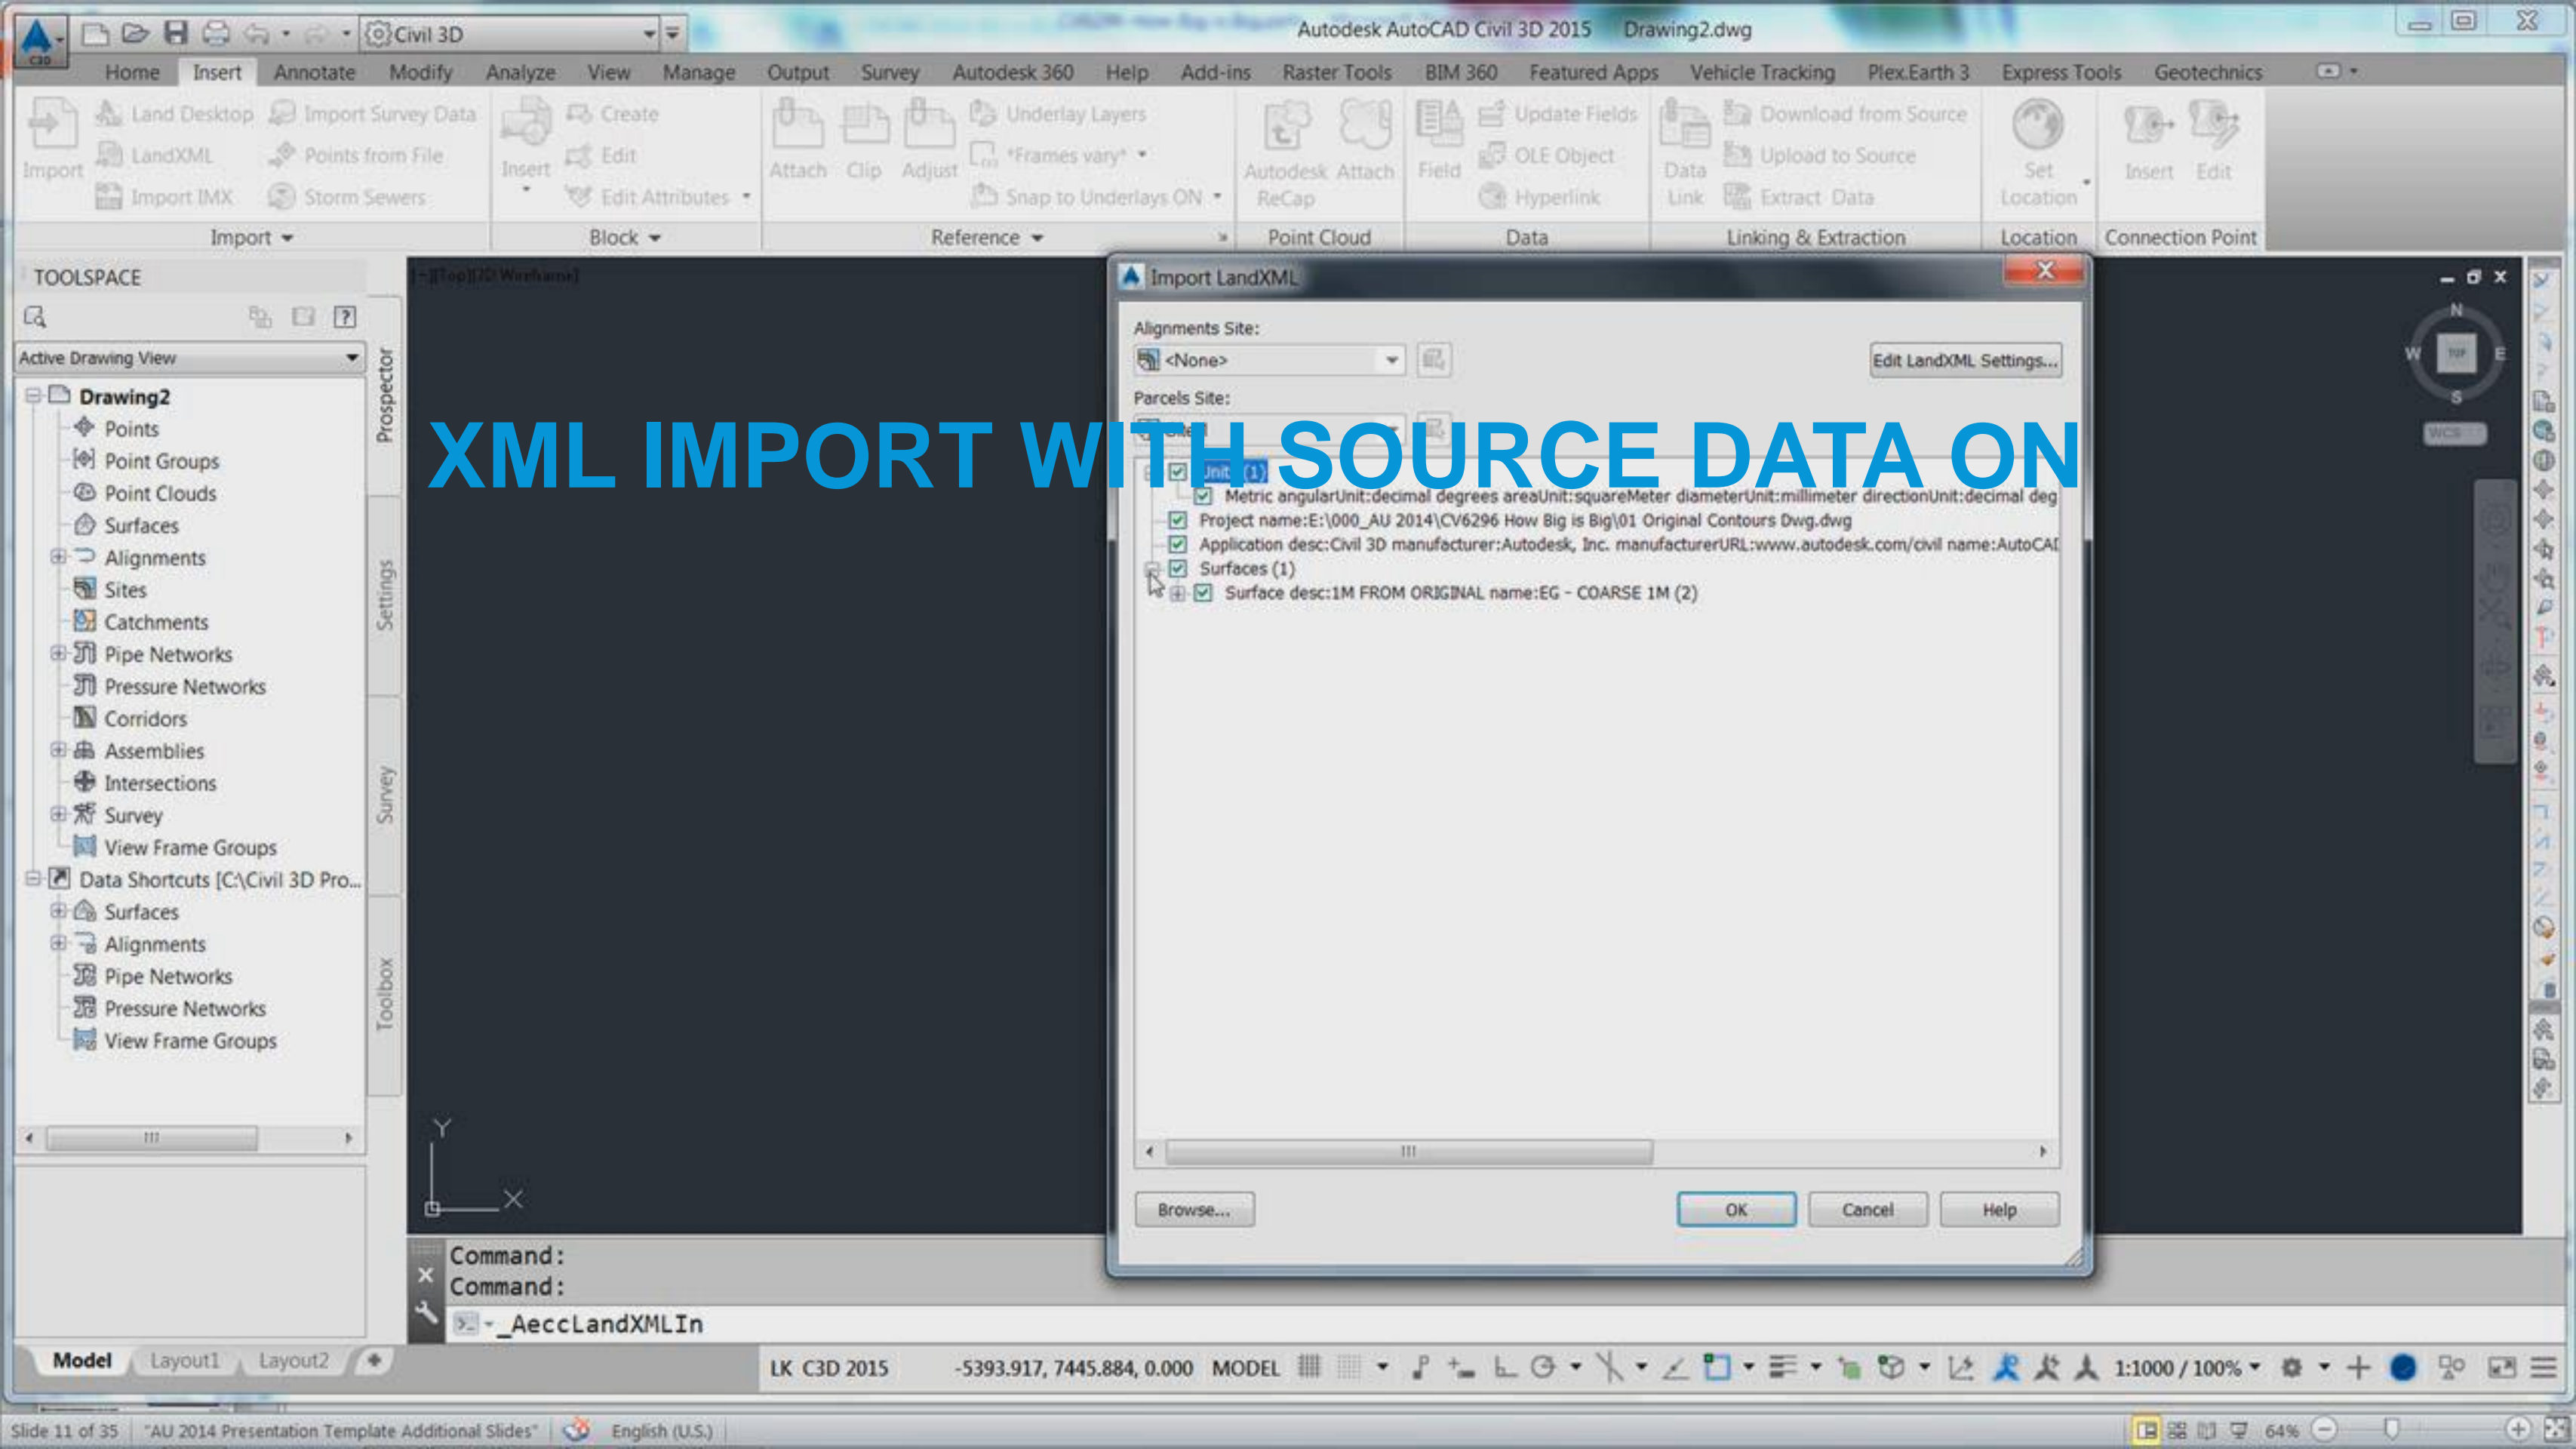 Civil 3D
Autodesk AutoCAD Civil 3D 2015 Drawing2.dwg
C3D
Home Insert Annotate Modify Analyze View Manage Output Survey Autodesk 360 Help Add-ins Raster Tools BIM 360 Featured Apps Vehicle Tracking Plex.Earth 3 Express Tools Geotechnics
Import
Land Desktop
LandXML
Import IMX
Import Survey Data
Points from File
Storm Sewers
Insert
Create
Edit
Edit Attributes
Attach Clip Adjust
Underlay Layers
*Frames vary*
Snap to Underlays ON
Autodesk ReCap
Attach
Field
Update Fields
OLE Object
Hyperlink
Data Link
Download from Source
Upload to Source
Extract Data
Set Location
Insert Edit
Import Block Reference Point Cloud Data Linking & Extraction Location Connection Point
TOOLSPACE
Active Drawing View
Drawing2
Points
Point Groups
Point Clouds
Surfaces
Alignments
Sites
Catchments
Pipe Networks
Pressure Networks
Corridors
Assemblies
Intersections
Survey
View Frame Groups
Data Shortcuts [C:\Civil 3D Pro...
Surfaces
Alignments
Pipe Networks
Pressure Networks
View Frame Groups
Prospector
Settings
Survey
Toolbox
[-][Top][2D Wireframe]
XML IMPORT WITH SOURCE DATA ON
Import LandXML
Alignments Site:
<None>
Edit LandXML Settings...
Parcels Site:
(1)
Metric angularUnit:decimal degrees areaUnit:squareMeter diameterUnit:millimeter directionUnit:decimal deg
Project name:E:\000_AU 2014\CV6296 How Big is Big\01 Original Contours Dwg.dwg
Application desc:Civil 3D manufacturer:Autodesk, Inc. manufacturerURL:www.autodesk.com/civil name:AutoCAD
Surfaces (1)
Surface desc:1M FROM ORIGINAL name:EG - COARSE 1M (2)
Browse...
OK Cancel Help
N
W TOP E
S
WCS
Y
X
Command:
Command:
_AeccLandXMLIn
Model Layout1 Layout2
LK C3D 2015 -5393.917, 7445.884, 0.000 MODEL 1:1000 / 100%
Slide 11 of 35 "AU 2014 Presentation Template Additional Slides" English (U.S.) 64%